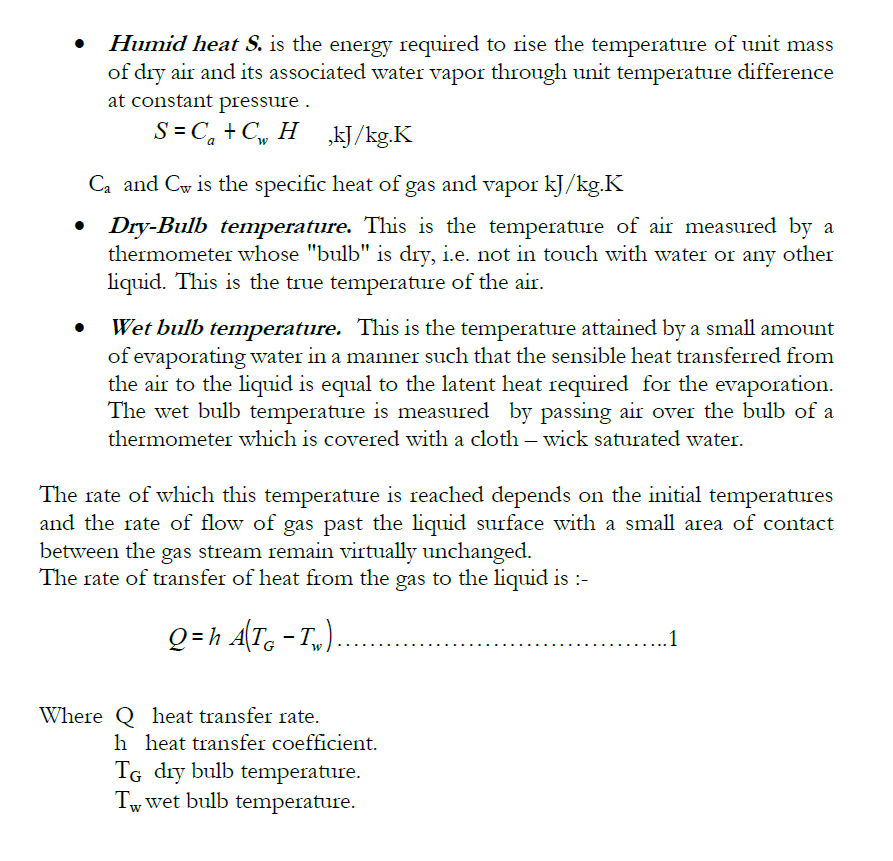 • Humid heat S. is the energy required to rise the temperature of unit mass
of dry air and its associated water vapor through unit temperature difference
at constant pressure .
S = Ca + Cw H ,kJ/kg.K
Ca and Cw is the specific heat of gas and vapor kJ/kg.K
• Dry-Bulb temperature. This is the temperature of air measured by a
thermometer whose "bulb" is dry, i.e. not in touch with water or any other
liquid. This is the true temperature of the air.
• Wet bulb temperature. This is the temperature attained by a small amount
of evaporating water in a manner such that the sensible heat transferred from
the air to the liquid is equal to the latent heat required for the evaporation.
The wet bulb temperature is measured by passing air over the bulb of a
thermometer which is covered with a cloth – wick saturated water.
The rate of which this temperature is reached depends on the initial temperatures
and the rate of flow of gas past the liquid surface with a small area of contact
between the gas stream remain virtually unchanged.
The rate of transfer of heat from the gas to the liquid is :-
Q = h A(TG − Tw)..........................................1
Where Q heat transfer rate.
h heat transfer coefficient.
TG dry bulb temperature.
Tw wet bulb temperature.